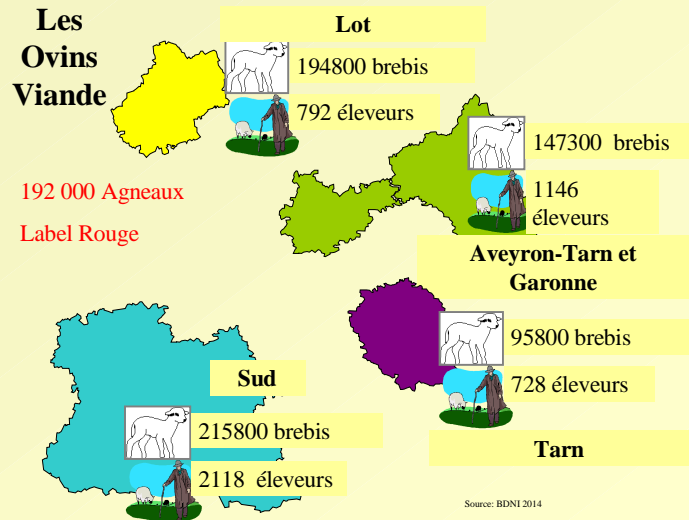 Les
Ovins
Viande
Lot
194800 brebis
792 éleveurs
192 000 Agneaux
Label Rouge
147300 brebis
1146
éleveurs
Aveyron-Tarn et
Garonne
95800 brebis
728 éleveurs
Tarn
Sud
215800 brebis
2118 éleveurs
Source: BDNI 2014